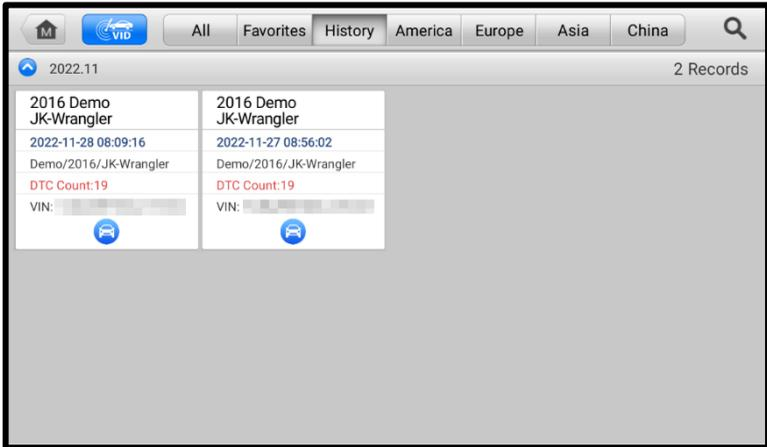 M VID All Favorites History America Europe Asia China
2022.11 2 Records
2016 Demo
JK-Wrangler
2022-11-28 08:09:16
Demo/2016/JK-Wrangler
DTC Count:19
VIN:
2016 Demo
JK-Wrangler
2022-11-27 08:56:02
Demo/2016/JK-Wrangler
DTC Count:19
VIN: